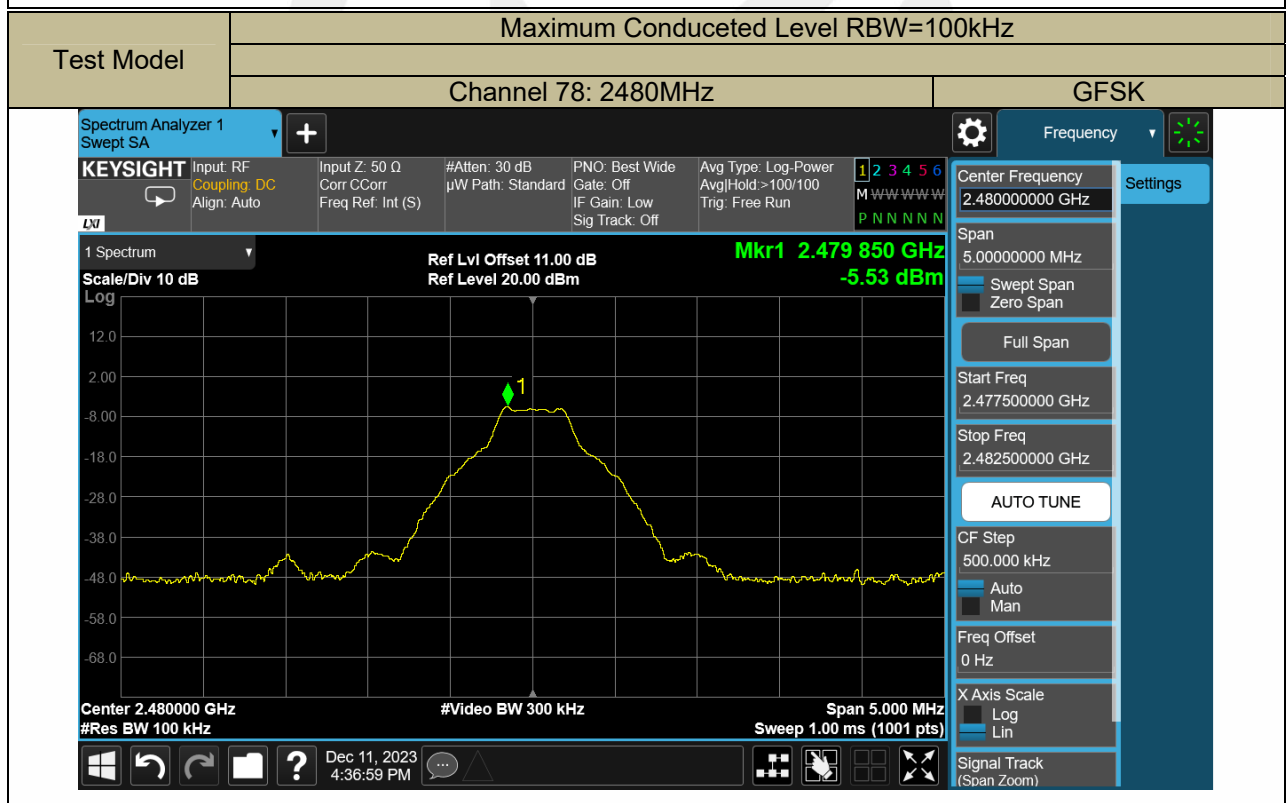 Maximum Conduceted Level RBW=100kHz
Test Model
Channel 78: 2480MHz GFSK
Spectrum Analyzer 1
Swept SA
Frequency
Settings
KEYSIGHT
LXI
Input: RF
Coupling: DC
Align: Auto
Input Z: 50 Ω
Corr CCorr
Freq Ref: Int (S)
#Atten: 30 dB
µW Path: Standard
PNO: Best Wide
Gate: Off
IF Gain: Low
Sig Track: Off
Avg Type: Log-Power
Avg|Hold:>100/100
Trig: Free Run
1 2 3 4 5 6
M W W W W W
P N N N N N
1 Spectrum
Scale/Div 10 dB
Log
Ref Lvl Offset 11.00 dB
Ref Level 20.00 dBm
Mkr1 2.479 850 GHz
-5.53 dBm
1
12.0
2.00
-8.00
-18.0
-28.0
-38.0
-48.0
-58.0
-68.0
Center 2.480000 GHz
#Res BW 100 kHz
#Video BW 300 kHz
Span 5.000 MHz
Sweep 1.00 ms (1001 pts)
Center Frequency
2.480000000 GHz
Span
5.00000000 MHz
Swept Span
Zero Span
Full Span
Start Freq
2.477500000 GHz
Stop Freq
2.482500000 GHz
AUTO TUNE
CF Step
500.000 kHz
Auto
Man
Freq Offset
0 Hz
X Axis Scale
Log
Lin
Signal Track
(Span Zoom)
?
Dec 11, 2023
4:36:59 PM